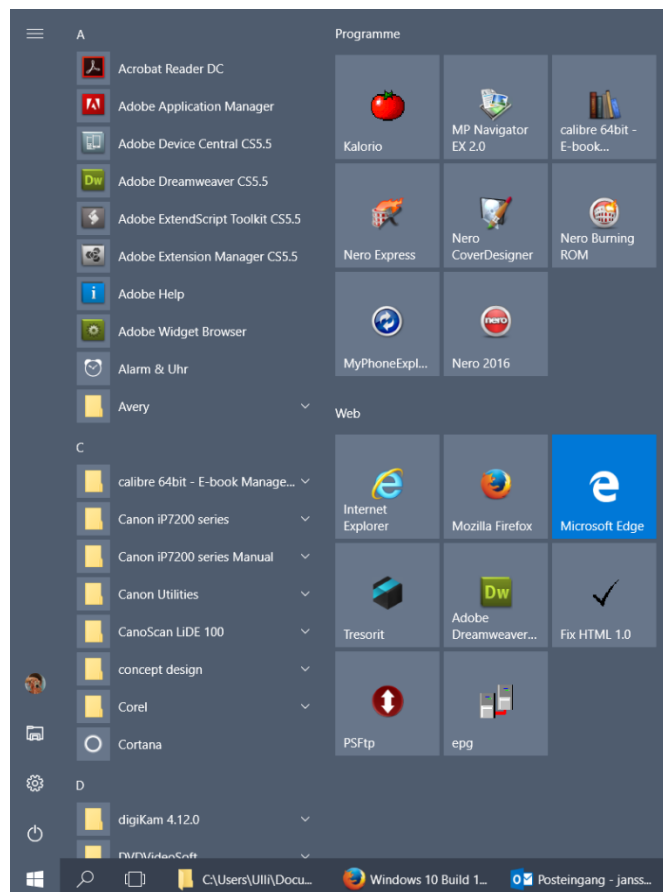 A
Acrobat Reader DC
Adobe Application Manager
Adobe Device Central CS5.5
Dw
Adobe Dreamweaver CS5.5
Adobe ExtendScript Toolkit CS5.5
Adobe Extension Manager CS5.5
Adobe Help
Adobe Widget Browser
Alarm & Uhr
Avery
C
calibre 64bit - E-book Manage...
Canon iP7200 series
Canon iP7200 series Manual
Canon Utilities
CanoScan LiDE 100
concept design
Corel
Cortana
D
digiKam 4.12.0
DVDVideoSoft
Programme
Kalorio
MP Navigator
EX 2.0
calibre 64bit -
E-book...
Nero Express
Nero
CoverDesigner
Nero Burning
ROM
MyPhoneExpl...
nero
Nero 2016
Web
Internet
Explorer
Mozilla Firefox
Microsoft Edge
Tresorit
Dw
Adobe
Dreamweaver...
Fix HTML 1.0
PSFtp
epg
C:\Users\Ulli\Docu...
Windows 10 Build 1...
Posteingang - janss...